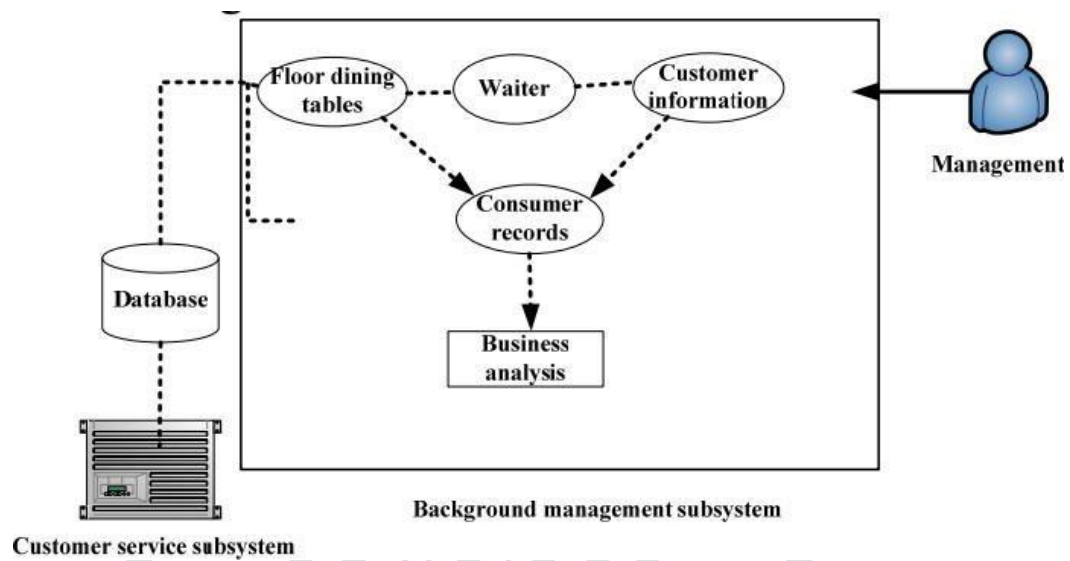 Floor dining
tables
Waiter
Customer
information
Management
Consumer
records
Database
Business
analysis
Background management subsystem
Customer service subsystem